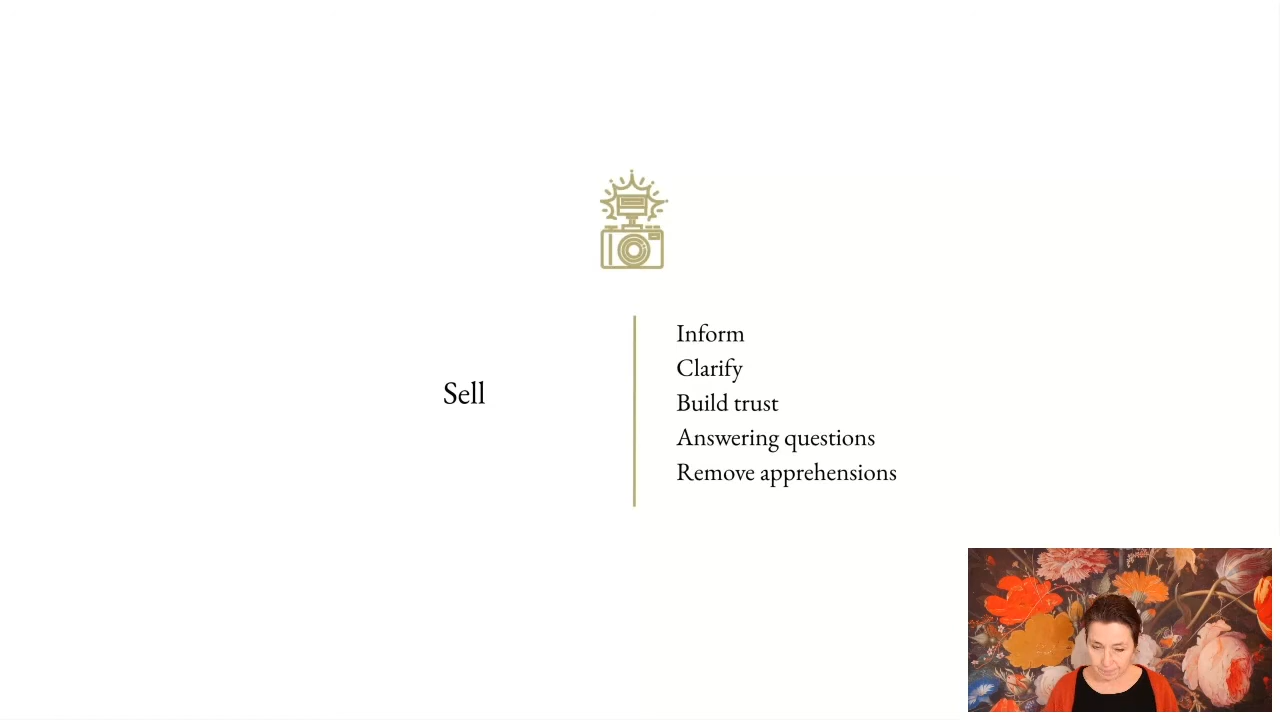 Sell
Inform
Clarify
Build trust
Answering questions
Remove apprehensions